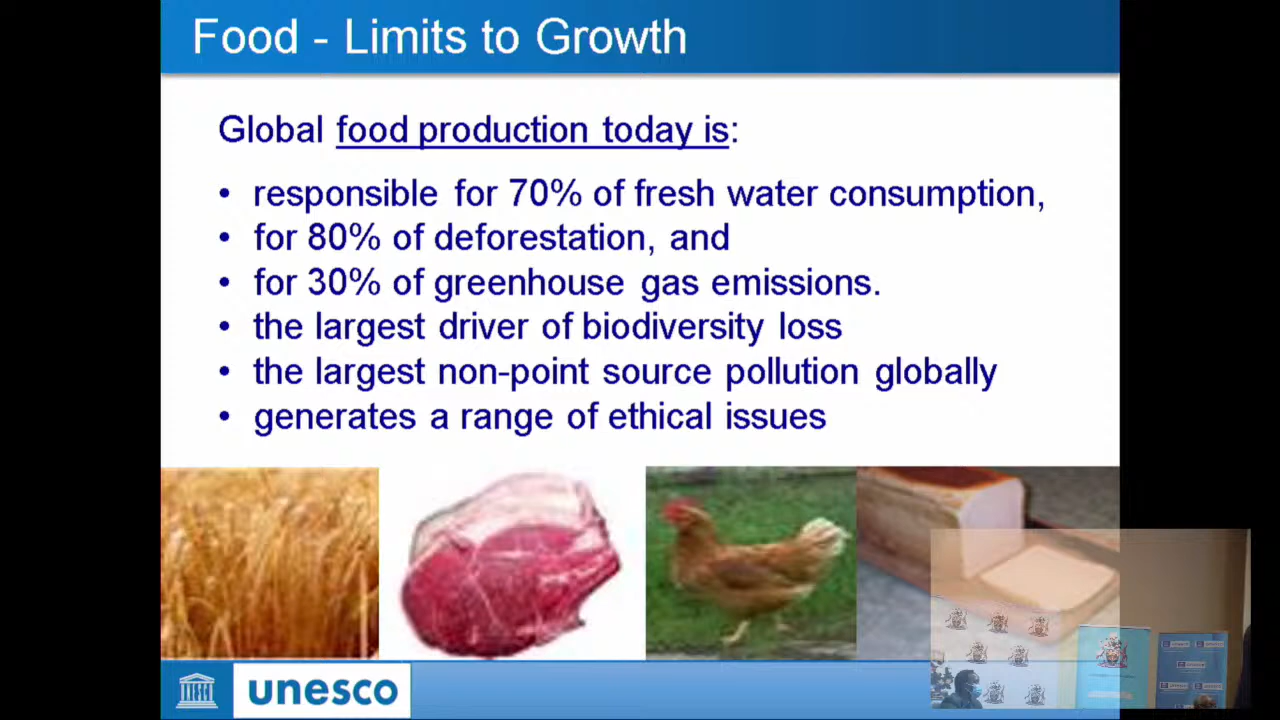 Food - Limits to Growth
Global food production today is:
• responsible for 70% of fresh water consumption,
• for 80% of deforestation, and
• for 30% of greenhouse gas emissions.
• the largest driver of biodiversity loss
• the largest non-point source pollution globally
• generates a range of ethical issues
unesco